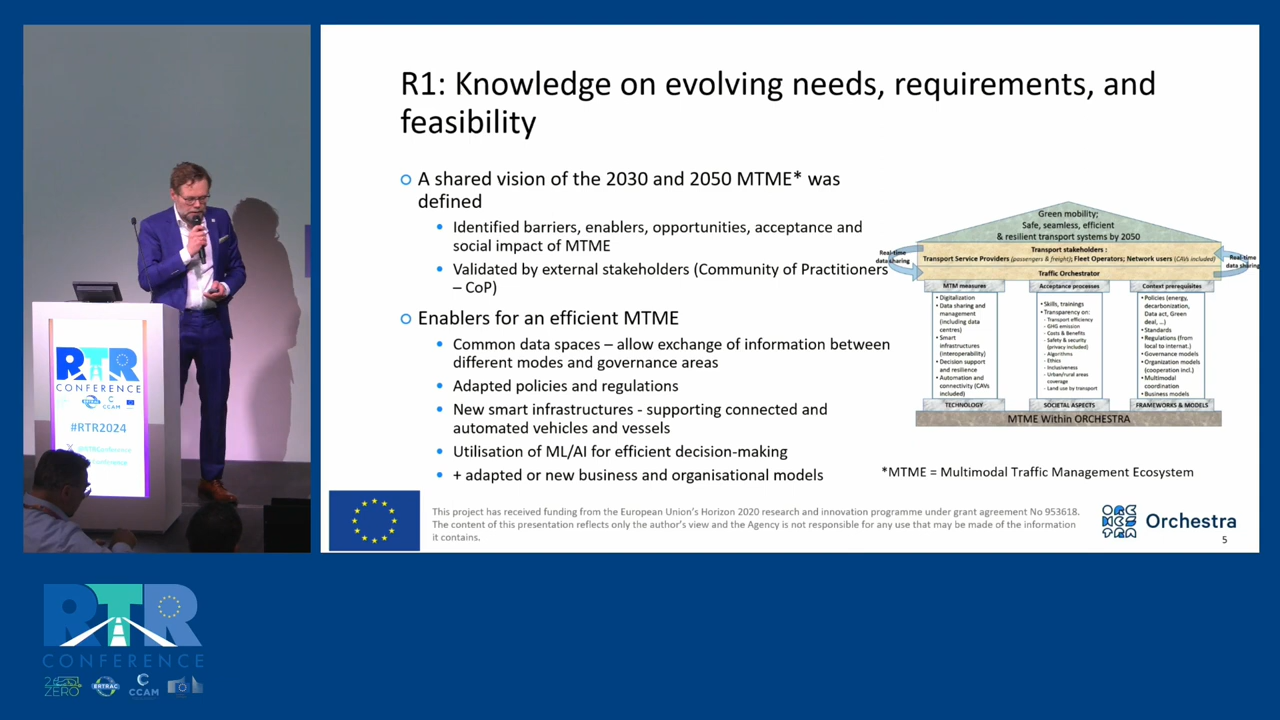 R1: Knowledge on evolving needs, requirements, and
feasibility
A shared vision of the 2030 and 2050 MTME* was
defined
Identified barriers, enablers, opportunities, acceptance and
social impact of MTME
Validated by external stakeholders (Community of Practitioners
– CoP)
Enablers for an efficient MTME
Common data spaces – allow exchange of information between
different modes and governance areas
Adapted policies and regulations
New smart infrastructures - supporting connected and
automated vehicles and vessels
Utilisation of ML/AI for efficient decision-making
+ adapted or new business and organisational models
Green mobility;
Safe, seamless, efficient
& resilient transport systems by 2050
Real-time
data sharing
Transport stakeholders :
Transport Service Providers (passengers & freight); Fleet Operators; Network users (CAVs included)
Traffic Orchestrator
Real-time
data sharing
MTM measures
• Digitalization
• Data sharing and
management
(including data
centres)
• Smart
infrastructures
(interoperability)
• Decision support
and resilience
• Automation and
connectivity (CAVs
included)
TECHNOLOGY
Acceptance processes
• Skills, trainings
• Transparency on:
- Transport efficiency
- GHG emission
- Costs & Benefits
- Safety & security
(privacy included)
- Algorithms
- Ethics
- Inclusiveness
- Urban/rural areas
coverage
- Land use by transport
SOCIETAL ASPECTS
Context prerequisites
• Policies (energy,
decarbonization,
Data act, Green
deal, ...)
• Standards
• Regulations (from
local to internat.)
• Governance models
• Organization models
(cooperation incl.)
• Multimodal
coordination
• Business models
FRAMEWORKS & MODELS
MTME Within ORCHESTRA
*MTME = Multimodal Traffic Management Ecosystem
This project has received funding from the European Union's Horizon 2020 research and innovation programme under grant agreement No 953618.
The content of this presentation reflects only the author's view and the Agency is not responsible for any use that may be made of the information
it contains.
ORC
HES
TRA
Orchestra
5
RTR
CONFERENCE
ERTRAC
CCAM
#RTR2024
RTR
CONFERENCE
2ZERO
ERTRAC
CCAM